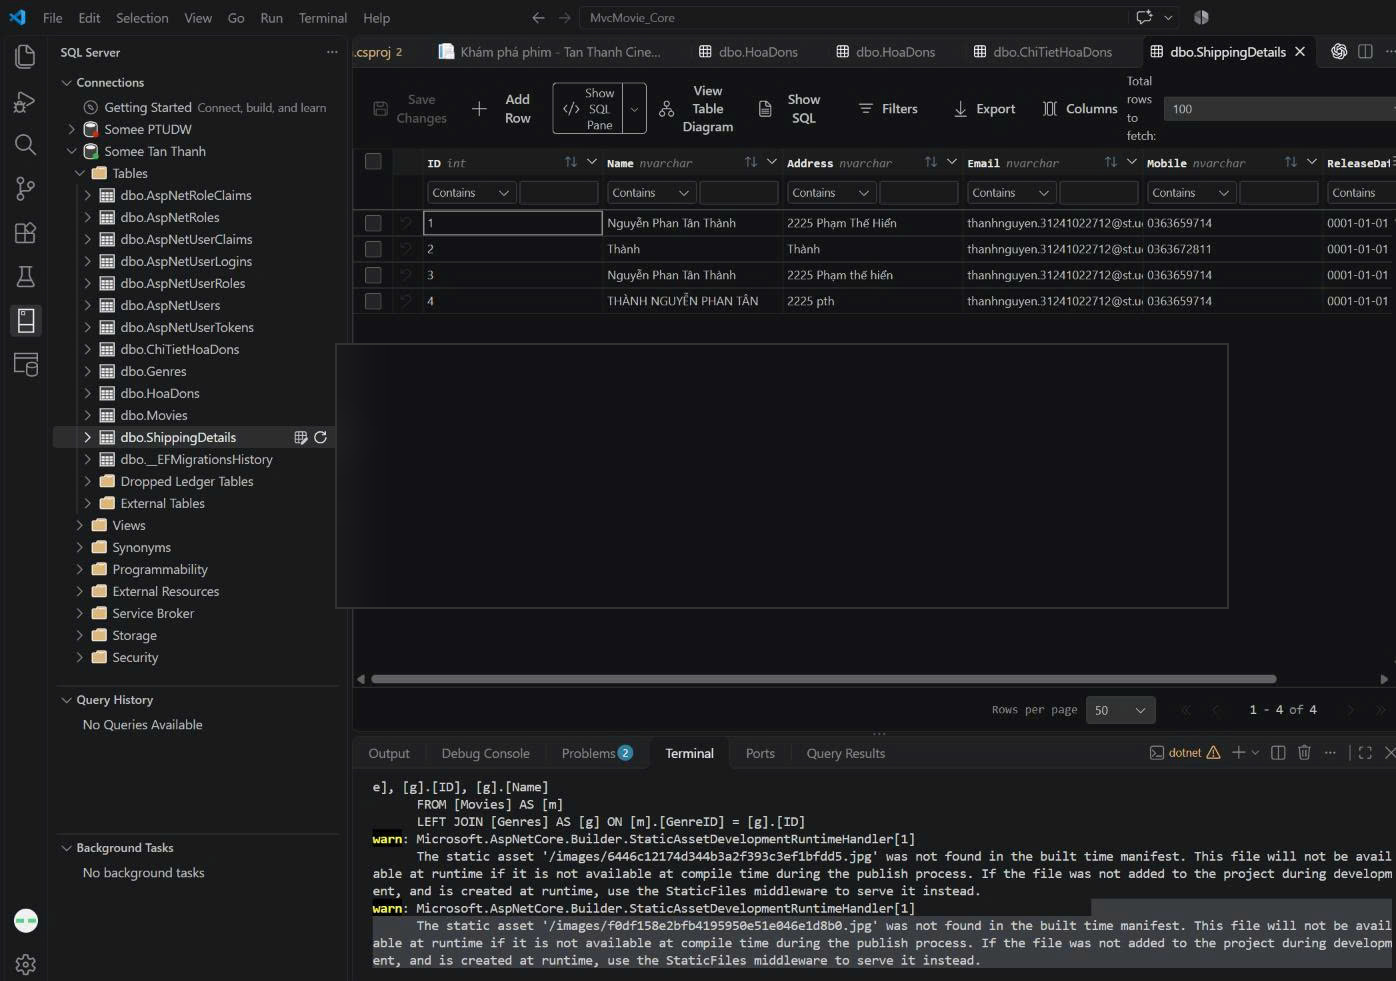 File Edit Selection View Go Run Terminal Help
MvcMovie_Core
SQL Server
Connections
Getting Started Connect, build, and learn
Somee PTUDW
Somee Tan Thanh
Tables
dbo.AspNetRoleClaims
dbo.AspNetRoles
dbo.AspNetUserClaims
dbo.AspNetUserLogins
dbo.AspNetUserRoles
dbo.AspNetUsers
dbo.AspNetUserTokens
dbo.ChiTietHoaDons
dbo.Genres
dbo.HoaDons
dbo.Movies
dbo.ShippingDetails
dbo.__EFMigrationsHistory
Dropped Ledger Tables
External Tables
Views
Synonyms
Programmability
External Resources
Service Broker
Storage
Security
Query History
No Queries Available
Background Tasks
No background tasks
.csproj 2 Khám phá phim - Tan Thanh Cine... dbo.HoaDons dbo.HoaDons dbo.ChiTietHoaDons dbo.ShippingDetails
Save Changes
Add Row
Show SQL Pane
View Table Diagram
Show SQL
Filters
Export
Columns
Total rows to fetch:
100
ID int Name nvarchar Address nvarchar Email nvarchar Mobile nvarchar ReleaseDat
Contains Contains Contains Contains Contains Contains
1 Nguyễn Phan Tân Thành 2225 Phạm Thế Hiển thanhnguyen.31241022712@st.u 0363659714 0001-01-01
2 Thành Thành thanhnguyen.31241022712@st.u 0363672811 0001-01-01
3 Nguyễn Phan Tân Thành 2225 Phạm thế hiển thanhnguyen.31241022712@st.u 0363659714 0001-01-01
4 THÀNH NGUYỄN PHAN TÂN 2225 pth thanhnguyen.31241022712@st.u 0363659714 0001-01-01
Rows per page 50 1 - 4 of 4
Output Debug Console Problems 2 Terminal Ports Query Results
dotnet
e], [g].[ID], [g].[Name]
FROM [Movies] AS [m]
LEFT JOIN [Genres] AS [g] ON [m].[GenreID] = [g].[ID]
warn: Microsoft.AspNetCore.Builder.StaticAssetDevelopmentRuntimeHandler[1]
The static asset '/images/6446c12174d344b3a2f393c3ef1bfdd5.jpg' was not found in the built time manifest. This file will not be avail
able at runtime if it is not available at compile time during the publish process. If the file was not added to the project during developm
ent, and is created at runtime, use the StaticFiles middleware to serve it instead.
warn: Microsoft.AspNetCore.Builder.StaticAssetDevelopmentRuntimeHandler[1]
The static asset '/images/f0df158e2bfb4195950e51e046e1d8b0.jpg' was not found in the built time manifest. This file will not be avail
able at runtime if it is not available at compile time during the publish process. If the file was not added to the project during developm
ent, and is created at runtime, use the StaticFiles middleware to serve it instead.